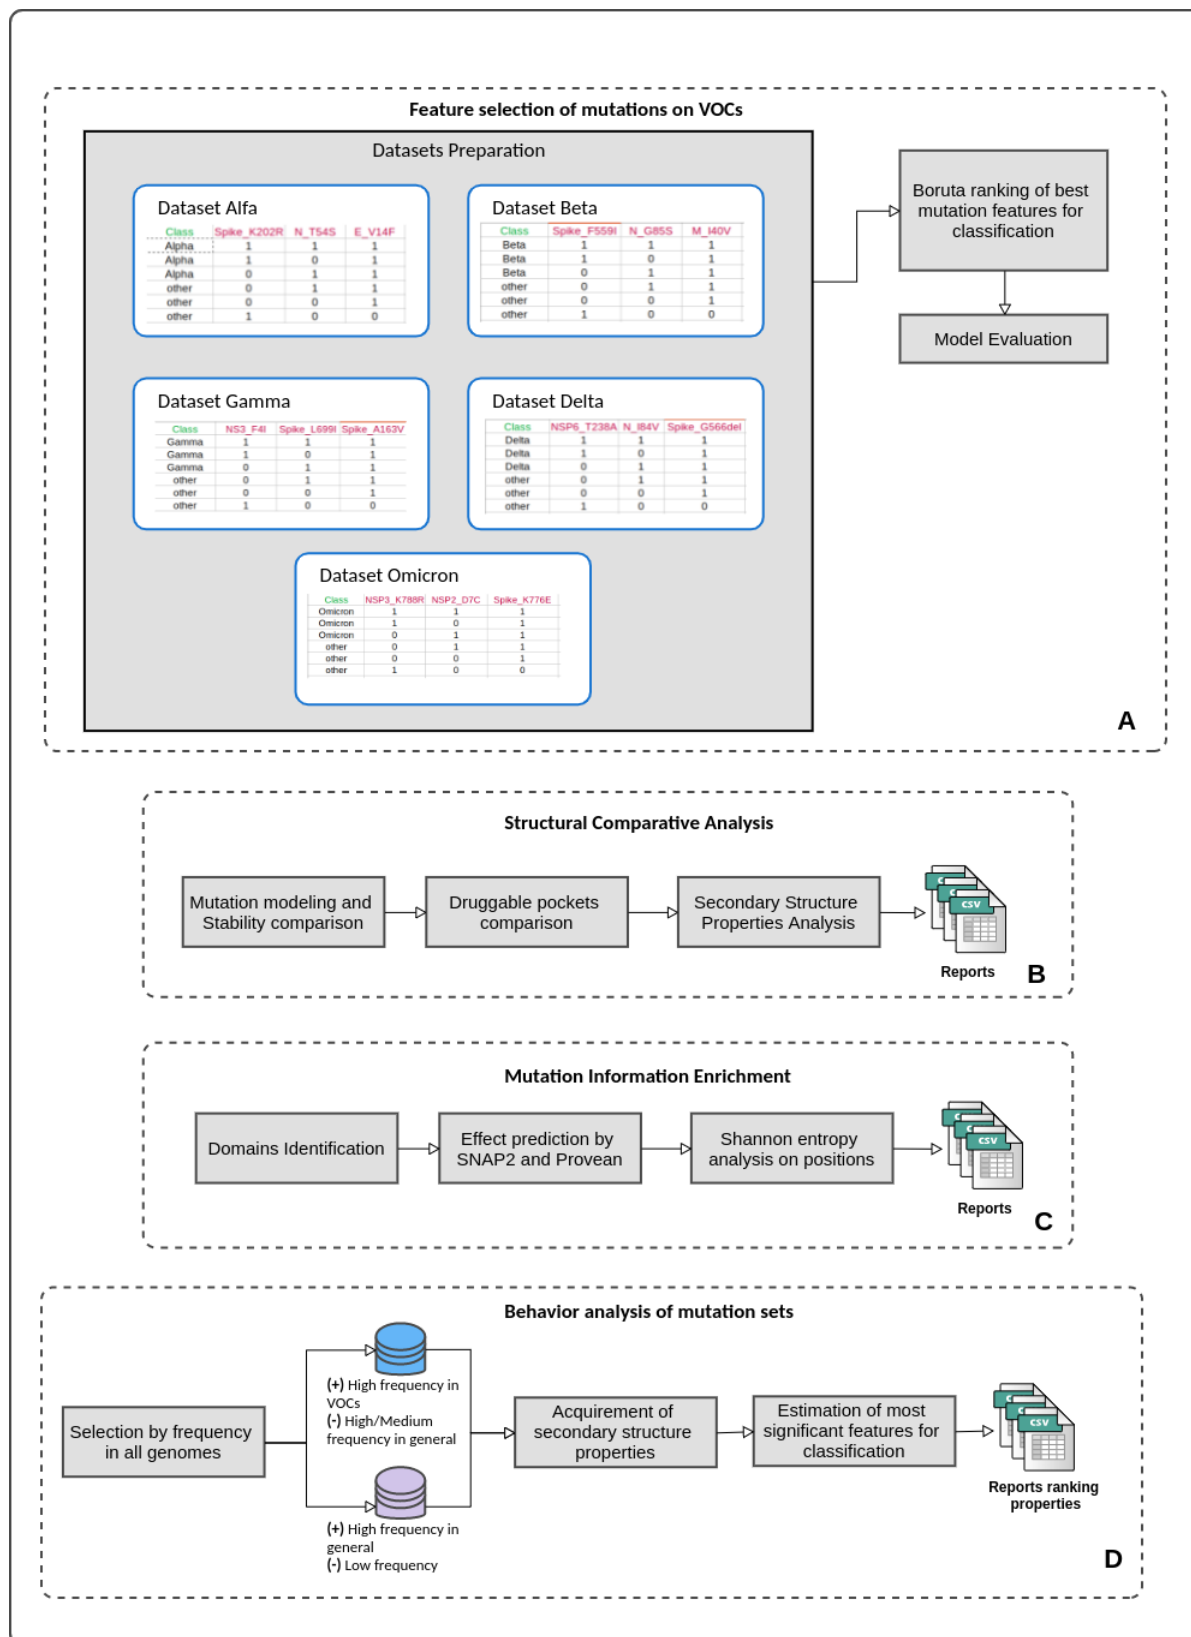 Feature selection of mutations on VOCs
Datasets Preparation
Dataset Alfa
Class Spike_K202R N_T54S E_V14F
Alpha 1 1 1
Alpha 1 0 1
Alpha 0 1 1
other 0 1 1
other 0 0 1
other 1 0 0
Dataset Beta
Class Spike_F559I N_G85S M_I40V
Beta 1 1 1
Beta 1 0 1
Beta 0 1 1
other 0 1 1
other 0 0 1
other 1 0 0
Dataset Gamma
Class NS3_F4I Spike_L699I Spike_A163V
Gamma 1 1 1
Gamma 1 0 1
Gamma 0 1 1
other 0 1 1
other 0 0 1
other 1 0 0
Dataset Delta
Class NSP6_T238A N_I84V Spike_G566del
Delta 1 1 1
Delta 1 0 1
Delta 0 1 1
other 0 1 1
other 0 0 1
other 1 0 0
Dataset Omicron
Class NSP3_K788R NSP2_D7C Spike_K776E
Omicron 1 1 1
Omicron 1 0 1
Omicron 0 1 1
other 0 1 1
other 0 0 1
other 1 0 0
Boruta ranking of best
mutation features for
classification
Model Evaluation
A
Structural Comparative Analysis
Mutation modeling and
Stability comparison
Druggable pockets
comparison
Secondary Structure
Properties Analysis
CSV
Reports
B
Mutation Information Enrichment
Domains Identification
Effect prediction by
SNAP2 and Provean
Shannon entropy
analysis on positions
CSV
Reports
C
Behavior analysis of mutation sets
Selection by frequency
in all genomes
(+) High frequency in
VOCs
(-) High/Medium
frequency in general
(+) High frequency in
general
(-) Low frequency
Acquirement of
secondary structure
properties
Estimation of most
significant features for
classification
CSV
Reports ranking
properties
D